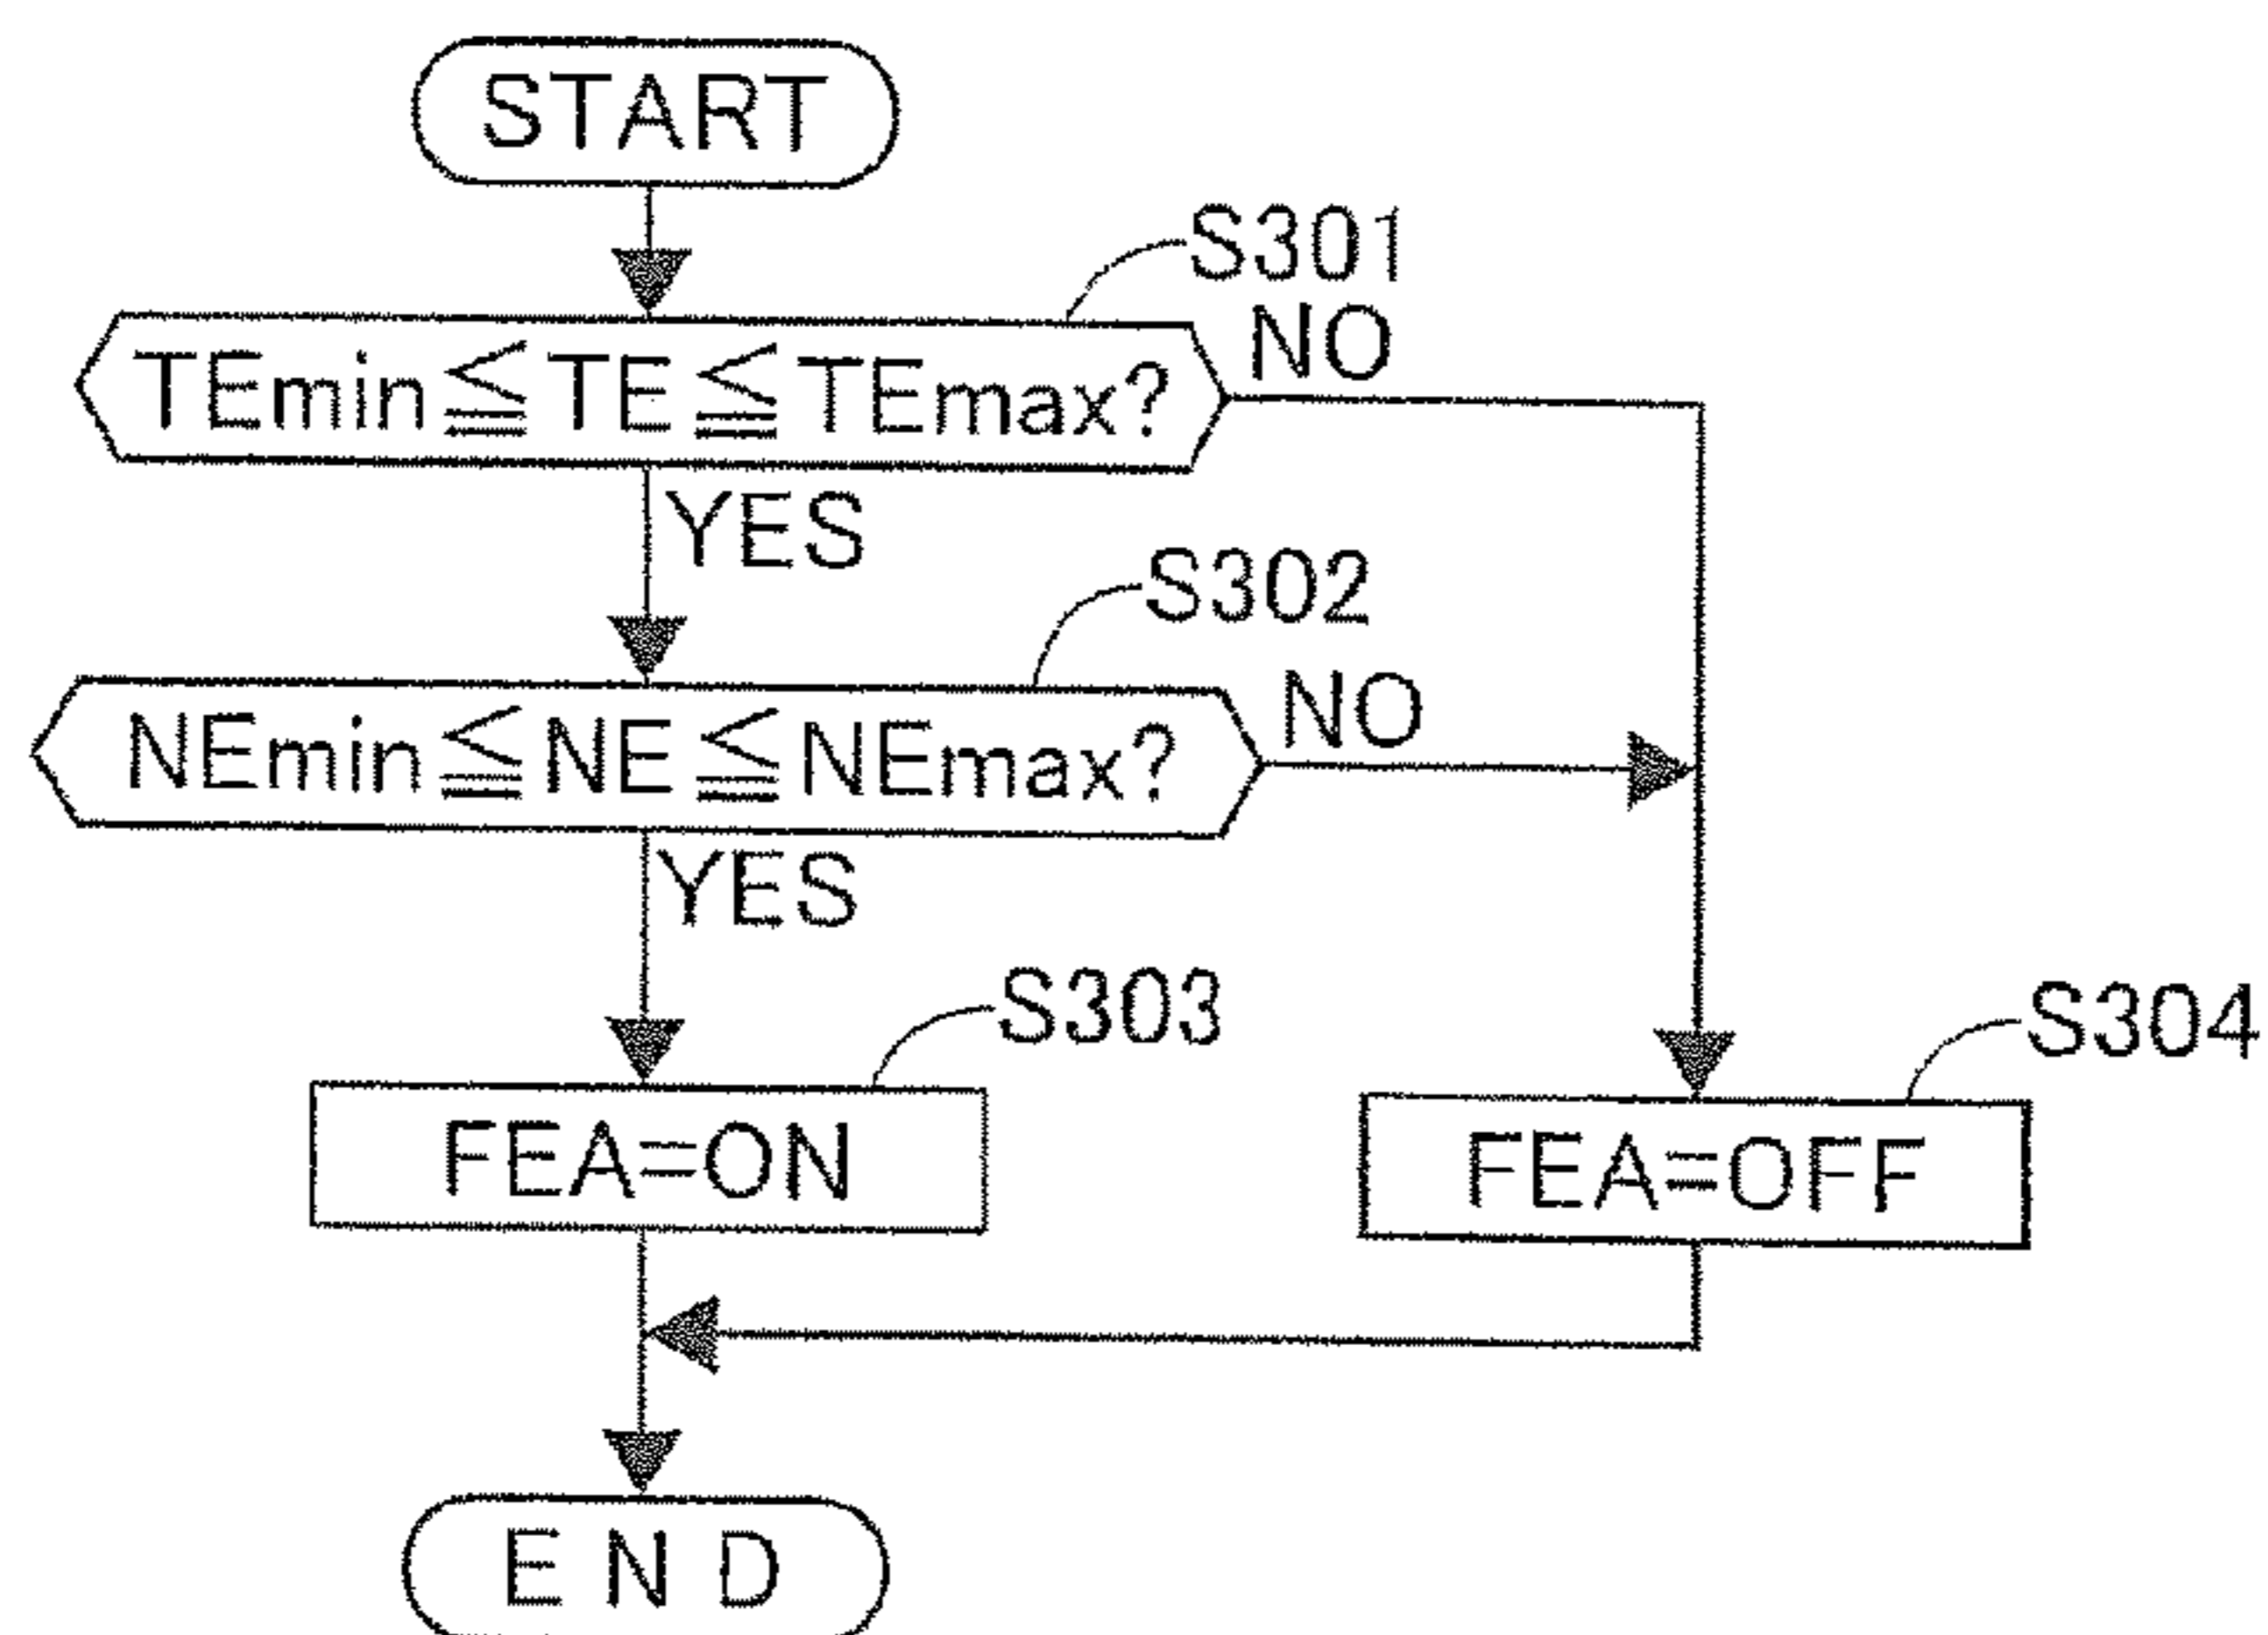 START
S301
TEmin≦TE≦TEmax?
NO
YES
S302
NEmin≦NE≦NEmax?
NO
YES
S303
S304
FEA=ON
FEA=OFF
END